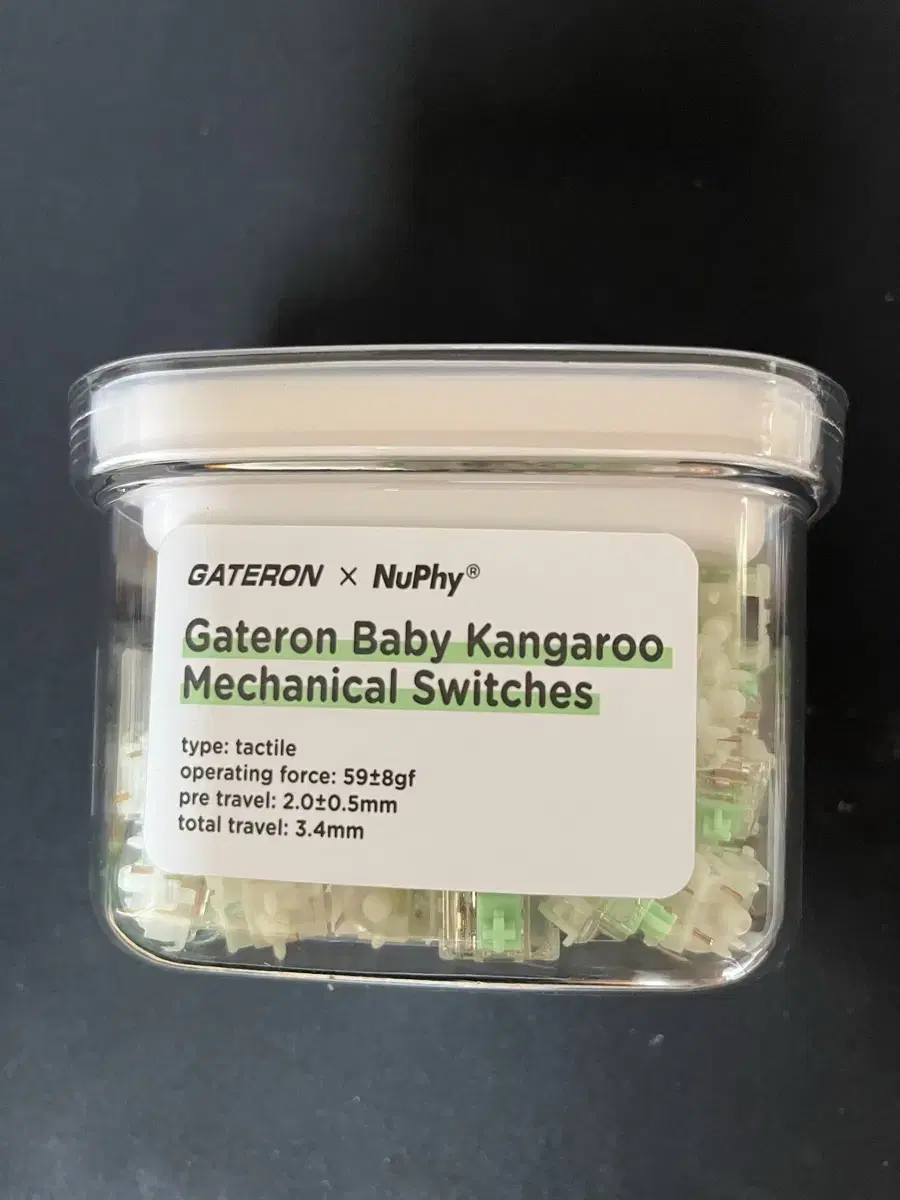 GATERON × NuPhy®
Gateron Baby Kangaroo
Mechanical Switches
type: tactile
operating force: 59±8gf
pre travel: 2.0±0.5mm
total travel: 3.4mm